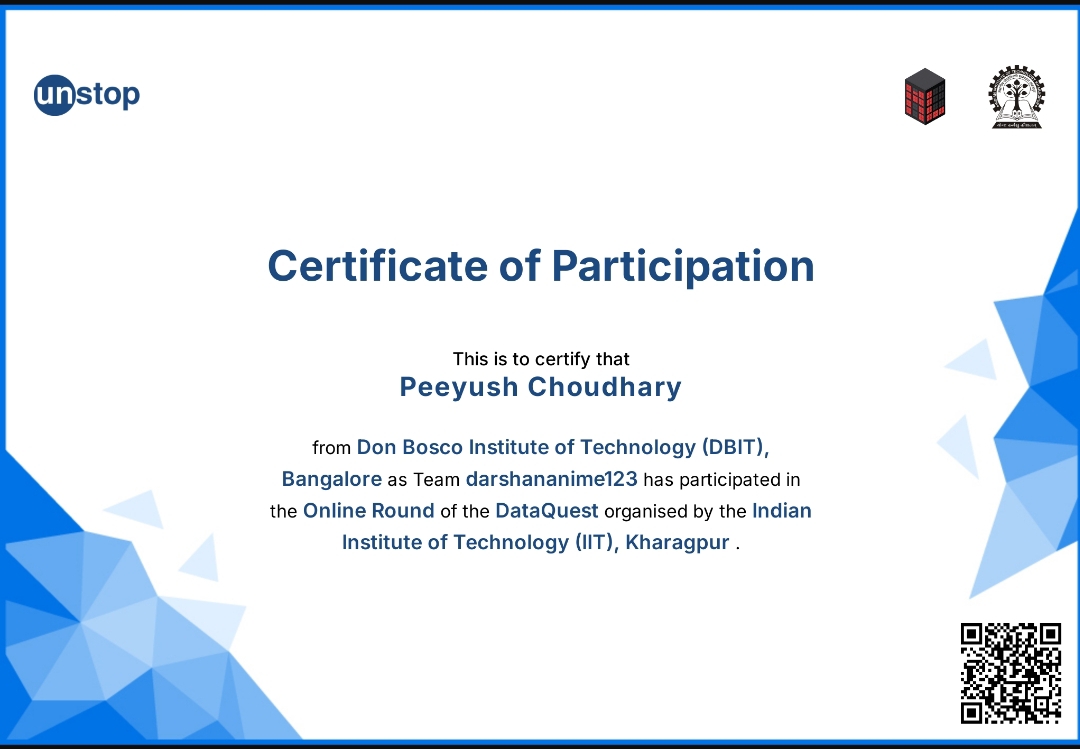 unstop
Certificate of Participation
This is to certify that
Peeyush Choudhary
from Don Bosco Institute of Technology (DBIT),
Bangalore as Team darshananime123 has participated in
the Online Round of the DataQuest organised by the Indian
Institute of Technology (IIT), Kharagpur .